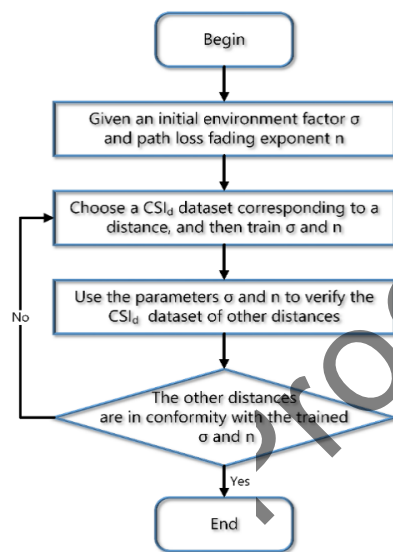 Begin
Given an initial environment factor σ
and path loss fading exponent n
Choose a CSId dataset corresponding to a
distance, and then train σ and n
Use the parameters σ and n to verify the
CSId dataset of other distances
No
The other distances
are in conformity with the trained
σ and n
Yes
End
Pros